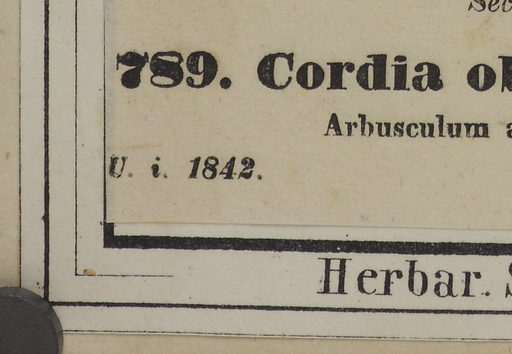 789. Cordia
Arbusculum
U. i. 1842.
Herbar.